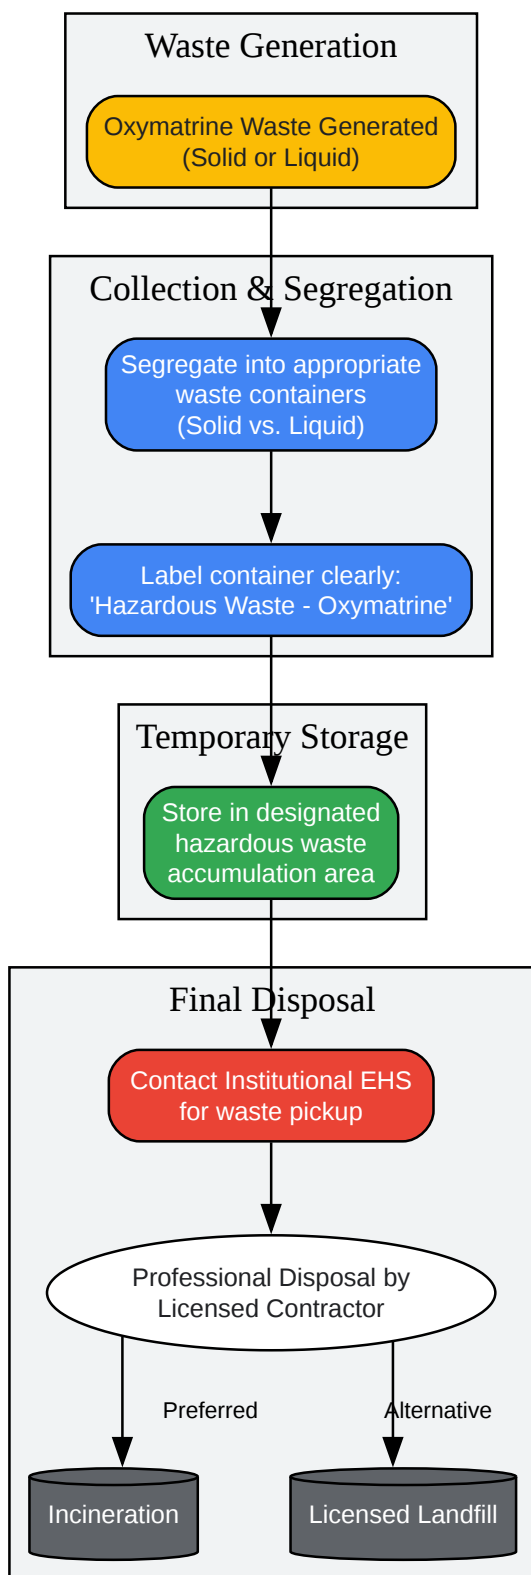 Waste Generation
Oxymatrine Waste Generated
(Solid or Liquid)
Collection & Segregation
Segregate into appropriate
waste containers
(Solid vs. Liquid)
Label container clearly:
'Hazardous Waste - Oxymatrine'
Temporary Storage
Store in designated
hazardous waste
accumulation area
Final Disposal
Contact Institutional EHS
for waste pickup
Professional Disposal by
Licensed Contractor
Preferred
Alternative
Incineration
Licensed Landfill